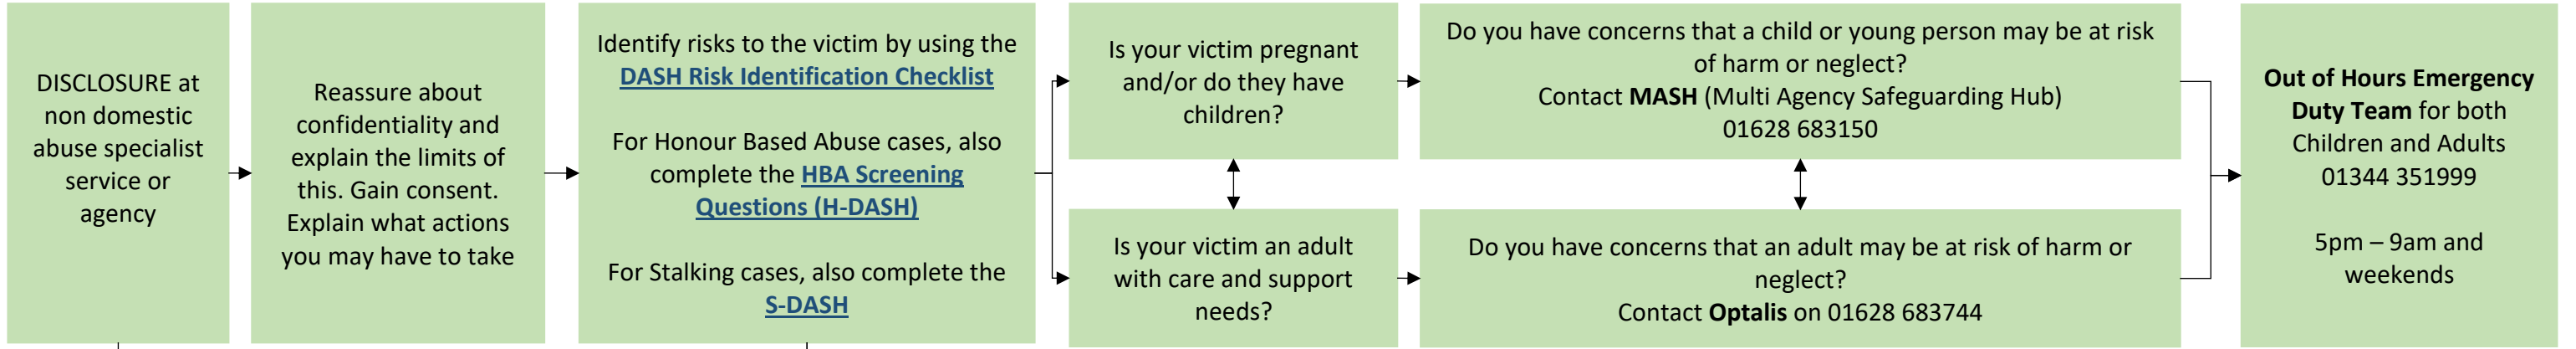 DISCLOSURE at
non domestic
abuse specialist
service or
agency
Reassure about
confidentiality and
explain the limits of
this. Gain consent.
Explain what actions
you may have to take
Identify risks to the victim by using the
DASH Risk Identification Checklist
For Honour Based Abuse cases, also
complete the HBA Screening
Questions (H-DASH)
For Stalking cases, also complete the
S-DASH
Is your victim pregnant
and/or do they have
children?
Is your victim an adult
with care and support
needs?
Do you have concerns that a child or young person may be at risk
of harm or neglect?
Contact MASH (Multi Agency Safeguarding Hub)
01628 683150
Do you have concerns that an adult may be at risk of harm or
neglect?
Contact Optalis on 01628 683744
Out of Hours Emergency
Duty Team for both
Children and Adults
01344 351999
5pm – 9am and
weekends